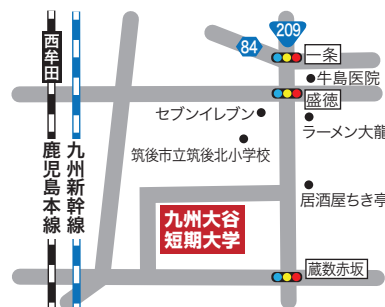 209
84
一条
西牟田
牛島医院
盛徳
セブンイレブン
ラーメン大龍
筑後市立筑後北小学校
鹿児島本線
九州新幹線
居酒屋ちき亭
九州大谷
短期大学
蔵数赤坂